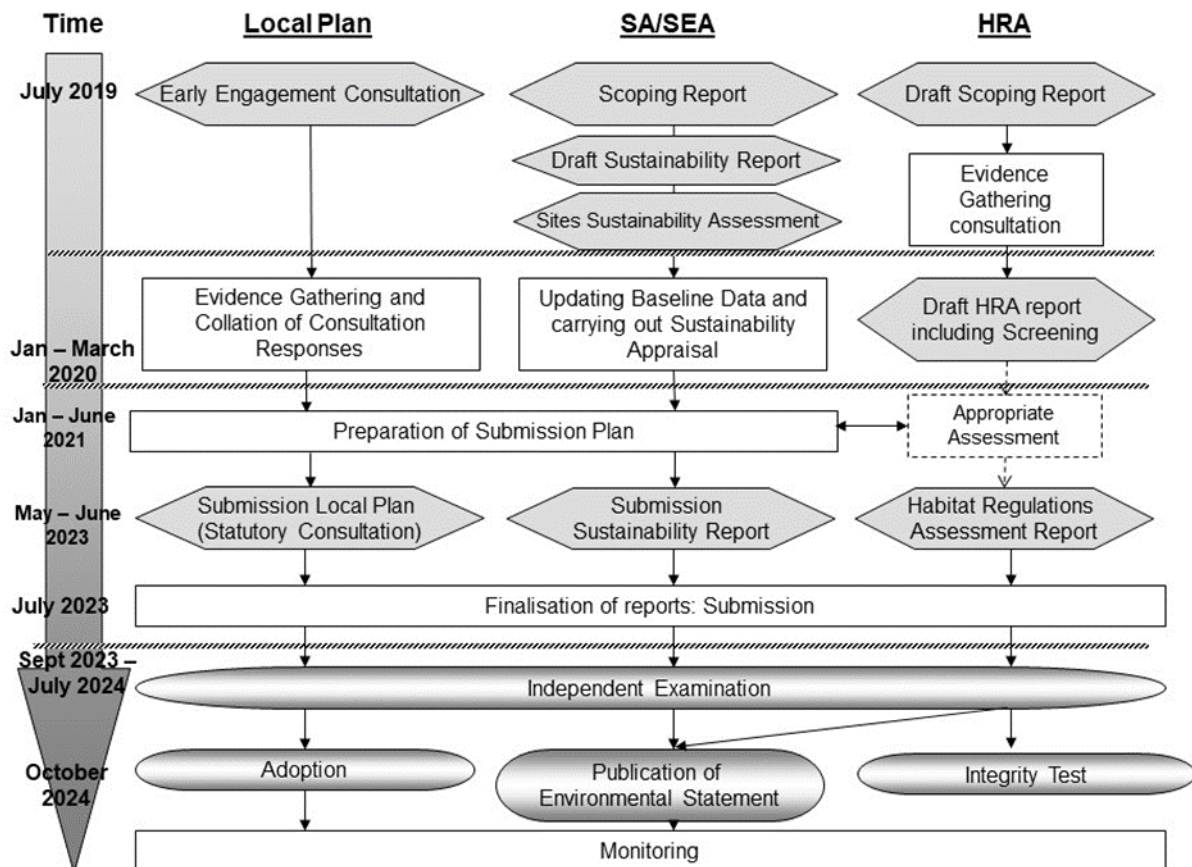 Time
Local Plan
SA/SEA
HRA
July 2019
Early Engagement Consultation
Scoping Report
Draft Scoping Report
Draft Sustainability Report
Evidence
Gathering
consultation
Sites Sustainability Assessment
Jan – March
2020
Evidence Gathering and
Collation of Consultation
Responses
Updating Baseline Data and
carrying out Sustainability
Appraisal
Draft HRA report
including Screening
Jan – June
2021
Preparation of Submission Plan
Appropriate
Assessment
May – June
2023
Submission Local Plan
(Statutory Consultation)
Submission
Sustainability Report
Habitat Regulations
Assessment Report
July 2023
Finalisation of reports: Submission
Sept 2023 –
July 2024
Independent Examination
October
2024
Adoption
Publication of
Environmental Statement
Integrity Test
Monitoring